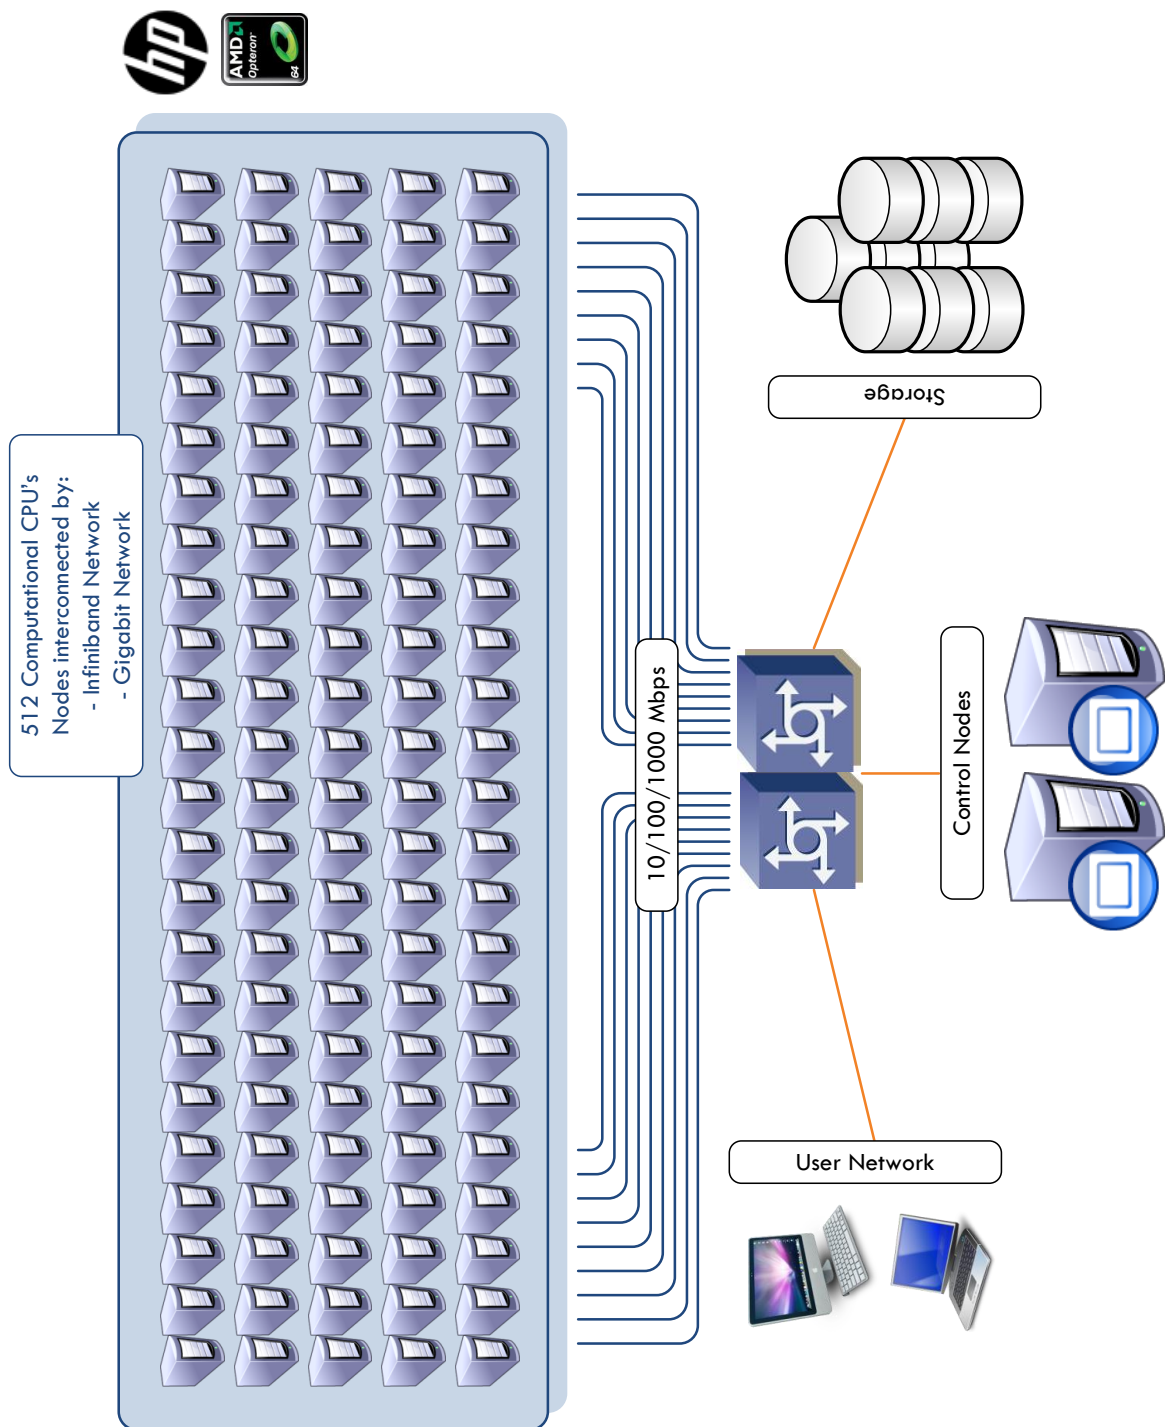 hp
AMD
Opteron™
64
512 Computational CPU's
Nodes interconnected by:
- Infiniband Network
- Gigabit Network
10/100/1000 Mbps
Storage
Control Nodes
User Network